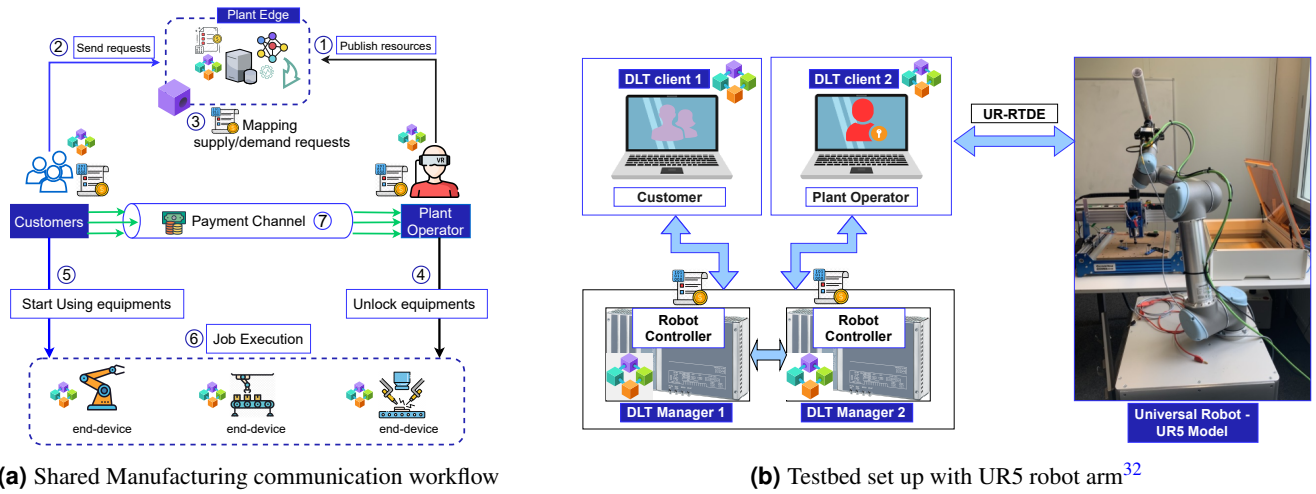 Plant Edge
② Send requests
① Publish resources
③ Mapping
supply/demand requests
VR
Customers
Payment Channel ⑦
Plant
Operator
⑤
Start Using equipments
④
Unlock equipments
⑥ Job Execution
end-device
end-device
end-device
(a) Shared Manufacturing communication workflow
DLT client 1
Customer
DLT client 2
Plant Operator
UR-RTDE
Robot
Controller
DLT Manager 1
Robot
Controller
DLT Manager 2
Universal Robot -
UR5 Model
(b) Testbed set up with UR5 robot arm32